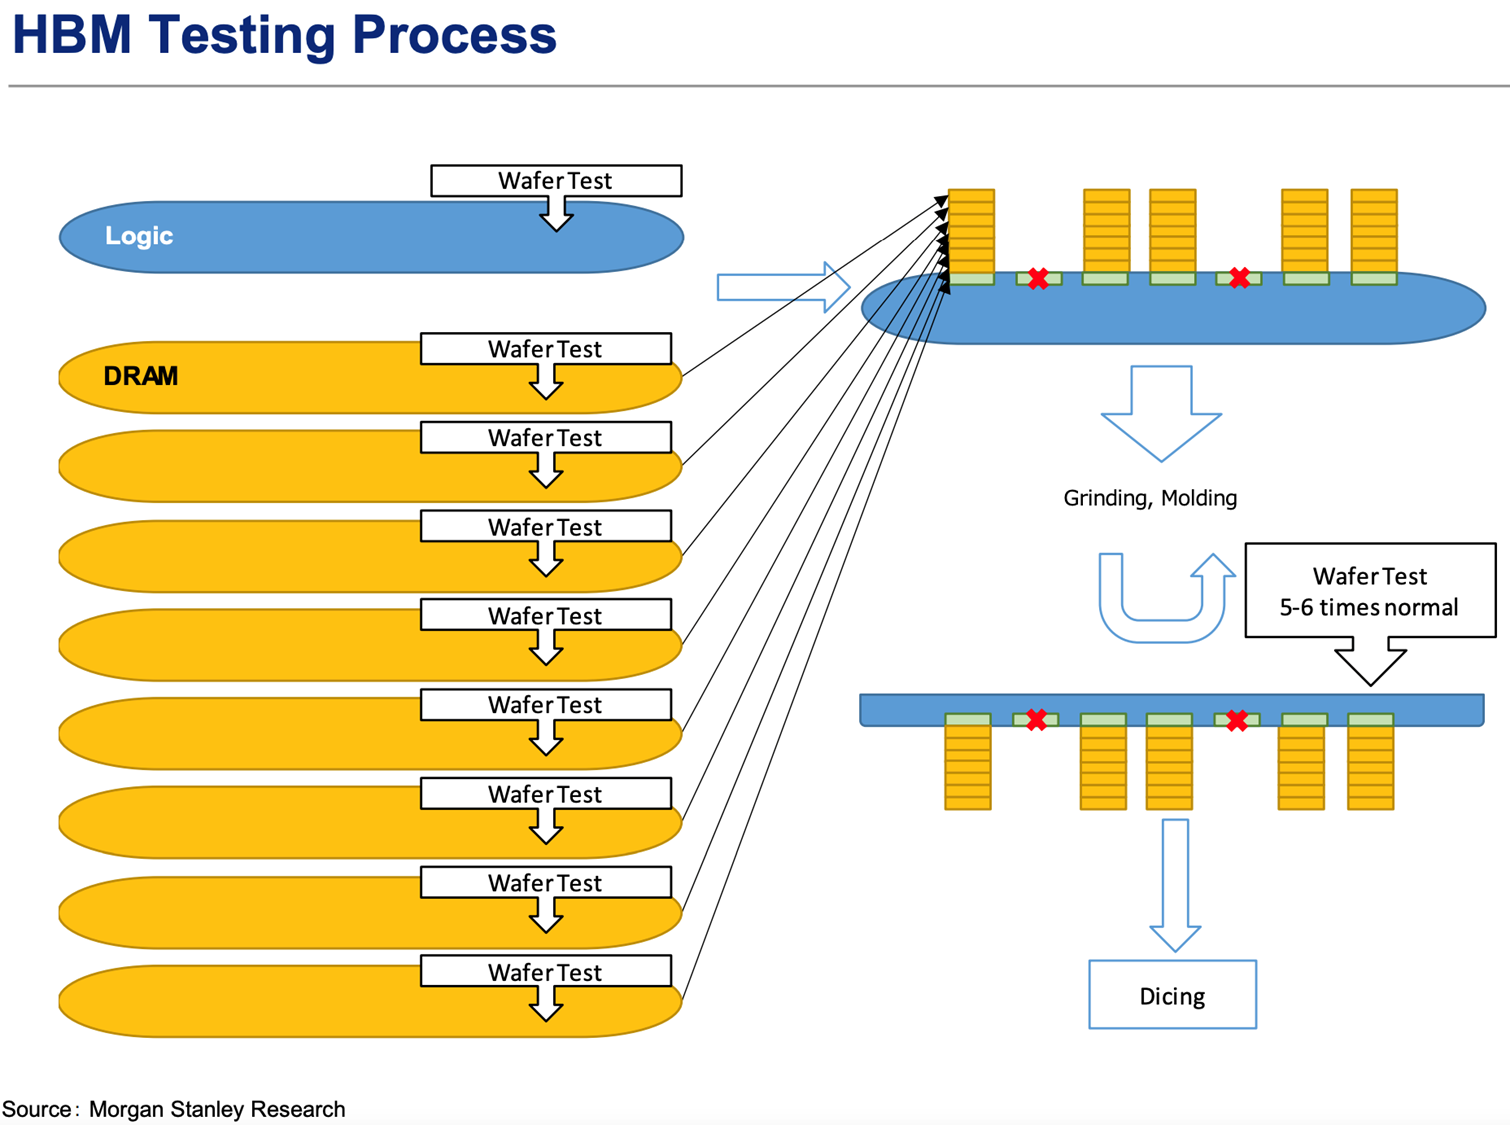 HBM Testing Process
Wafer Test
Logic
Wafer Test
DRAM
Wafer Test
Wafer Test
Wafer Test
Wafer Test
Wafer Test
Wafer Test
Wafer Test
Grinding, Molding
Wafer Test
5-6 times normal
Dicing
Source: Morgan Stanley Research